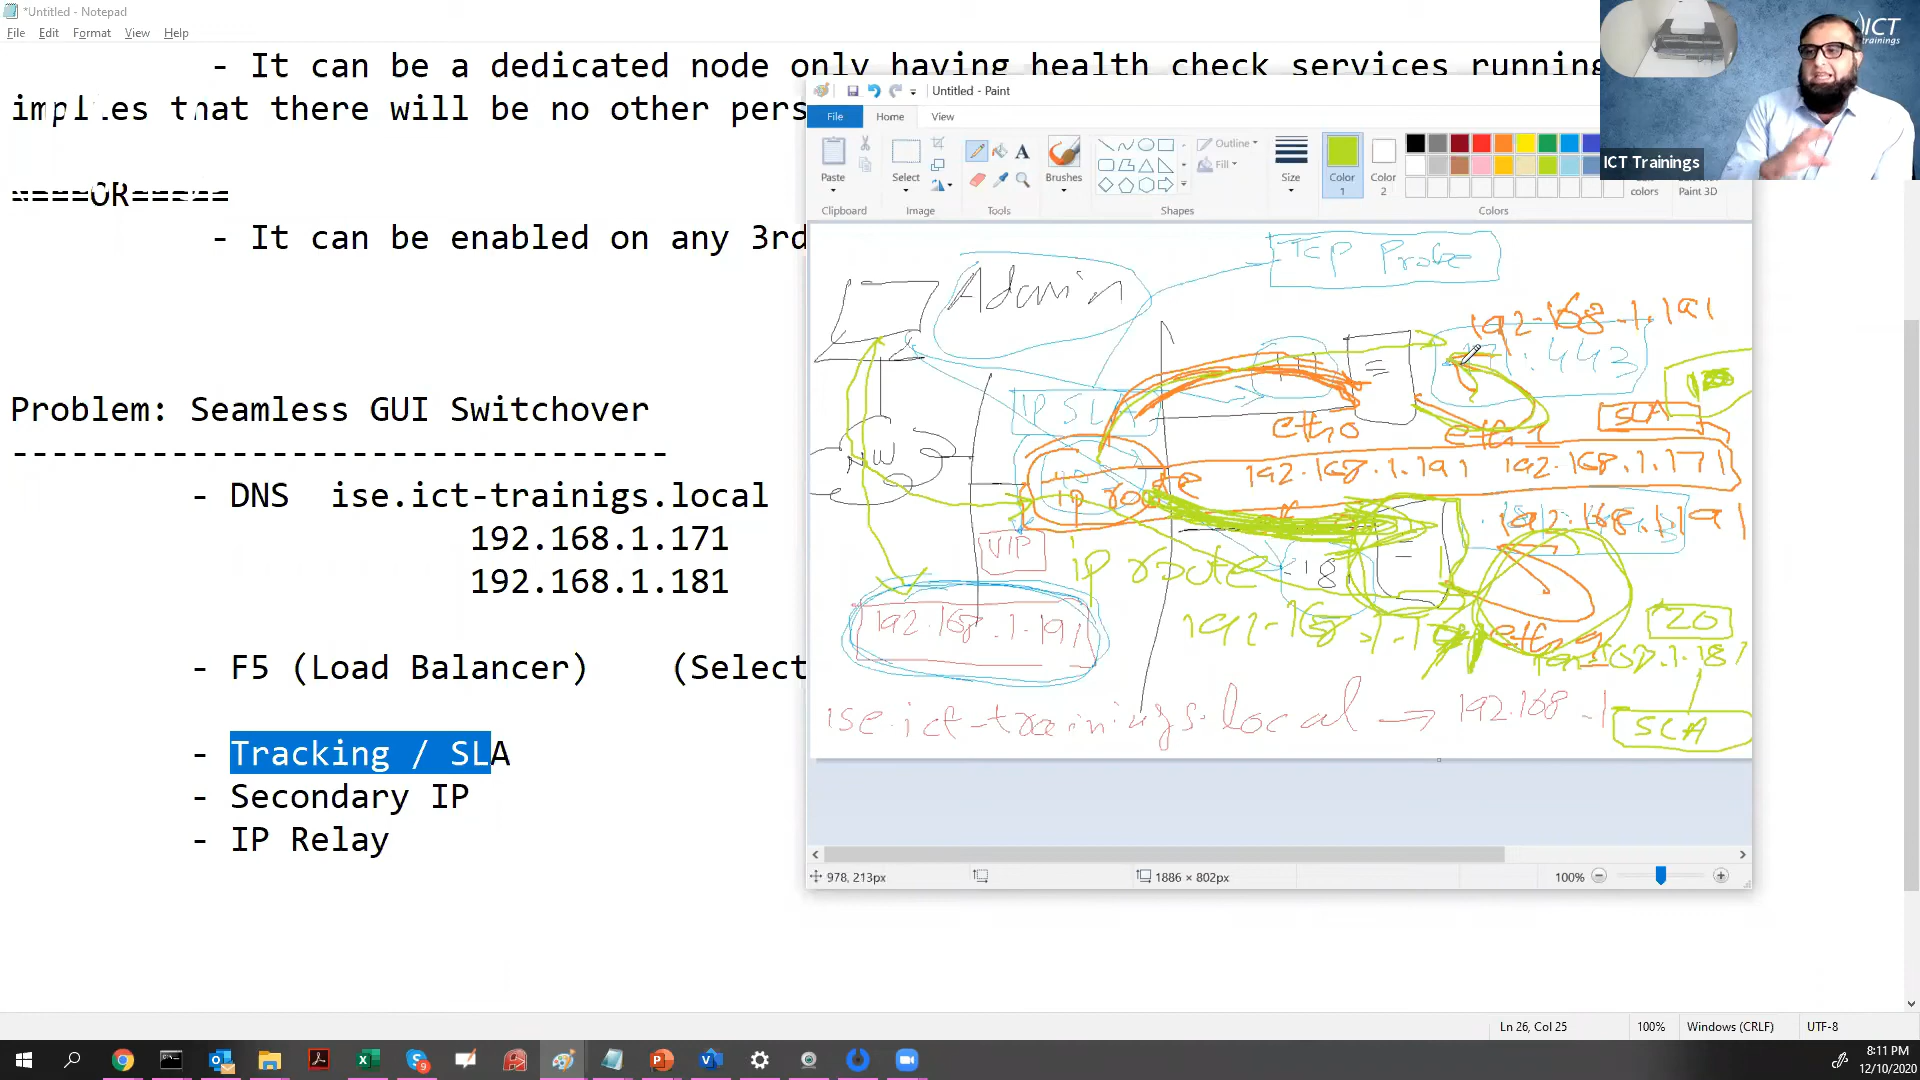 *Untitled - Notepad
File Edit Format View Help
- It can be a dedicated node only having health check services running
implies that there will be no other pers
====OR=====
- It can be enabled on any 3rd
Problem: Seamless GUI Switchover
---------------------------------
- DNS ise.ict-trainigs.local
192.168.1.171
192.168.1.181
- F5 (Load Balancer) (Select
- Tracking / SLA
- Secondary IP
- IP Relay
Untitled - Paint
File Home View
Paste
Select
Brushes
Outline
Fill
Size
Color 1
Color 2
colors
Paint 3D
Clipboard Image Tools Shapes Colors
TCP Probe
Admin
192.168.1.191
:443
IP SLA
SLA
eth0 eth1
NW
192.168.1.191 192.168.1.171
ip route
192.168.1.191
VIP
ip route
181
192.168.1.191
20
ise.ict-trainings.local → 192.168.1
SLA
978, 213px
1886 × 802px
100%
ICT trainings
ICT Trainings
Ln 26, Col 25 100% Windows (CRLF) UTF-8
8:11 PM
12/10/2020